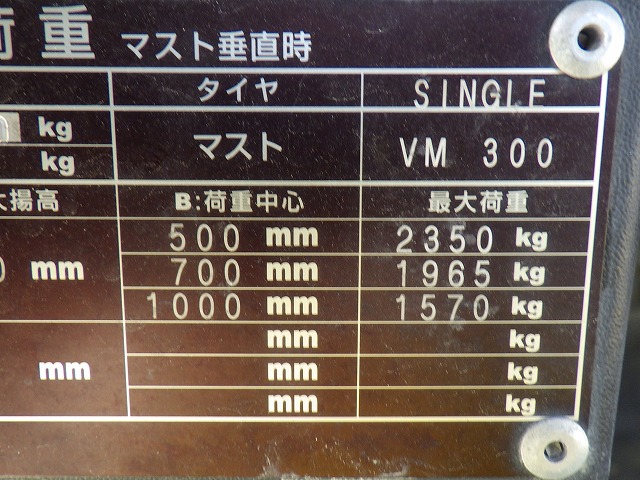 荷重 マスト垂直時
タイヤ SINGLE
kg マスト VM 300
kg
揚高 B:荷重中心 最大荷重
500 mm 2350 kg
0 mm 700 mm 1965 kg
1000 mm 1570 kg
mm kg
mm mm kg
mm kg